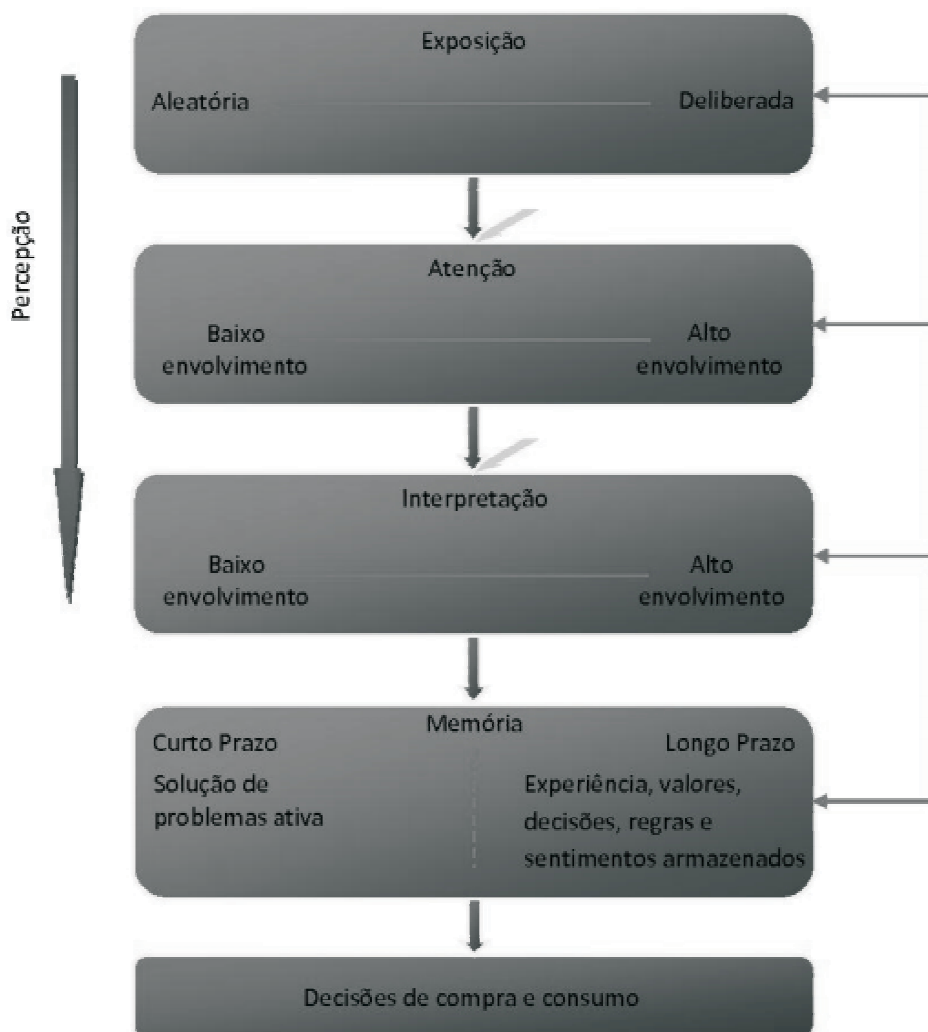 Percepção
Exposição
Aleatória Deliberada
Atenção
Baixo envolvimento Alto envolvimento
Interpretação
Baixo envolvimento Alto envolvimento
Memória
Curto Prazo Longo Prazo
Solução de problemas ativa
Experiência, valores,
decisões, regras e
sentimentos armazenados
Decisões de compra e consumo